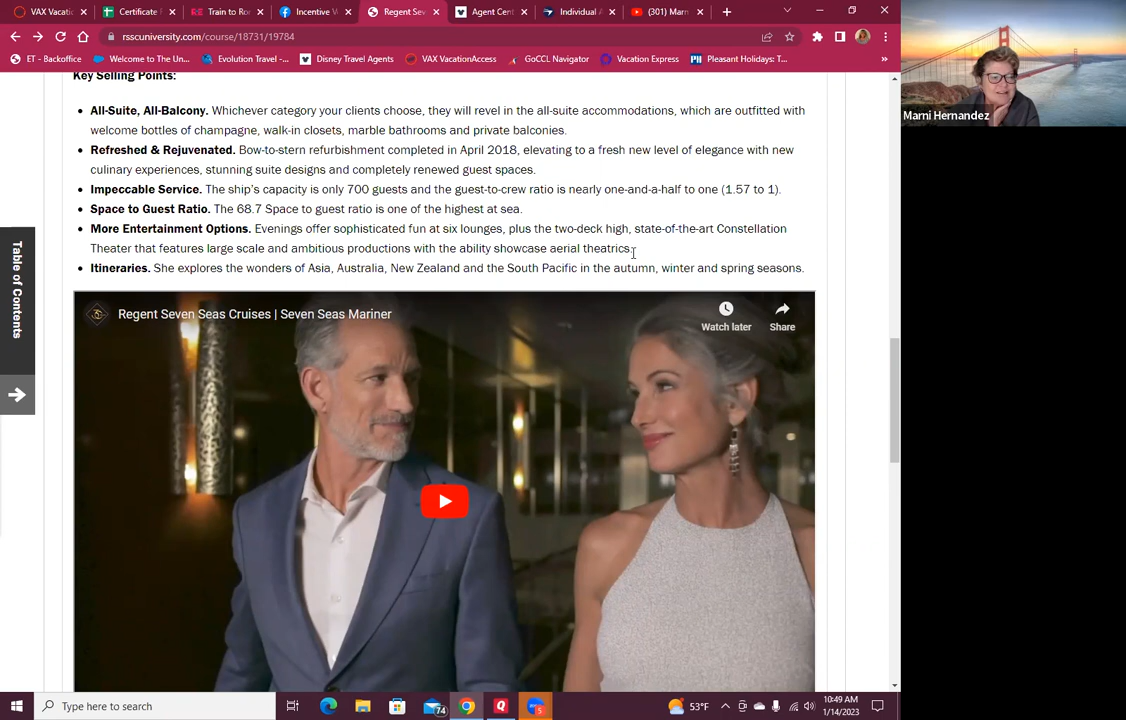 VAX Vacatic
Certificate
Train to Ror
Incentive V
Regent Sev
Agent Cent
Individual A
(301) Marn
rsscuniversity.com/course/18731/19784
ET - Backoffice
Welcome to The Un...
Evolution Travel -...
Disney Travel Agents
VAX VacationAccess
GoCCL Navigator
Vacation Express
Pleasant Holidays: T...
»
Marni Hernandez
Key Selling Points:
All-Suite, All-Balcony. Whichever category your clients choose, they will revel in the all-suite accommodations, which are outfitted with
welcome bottles of champagne, walk-in closets, marble bathrooms and private balconies.
Refreshed & Rejuvenated. Bow-to-stern refurbishment completed in April 2018, elevating to a fresh new level of elegance with new
culinary experiences, stunning suite designs and completely renewed guest spaces.
Impeccable Service. The ship's capacity is only 700 guests and the guest-to-crew ratio is nearly one-and-a-half to one (1.57 to 1).
Space to Guest Ratio. The 68.7 Space to guest ratio is one of the highest at sea.
More Entertainment Options. Evenings offer sophisticated fun at six lounges, plus the two-deck high, state-of-the-art Constellation
Theater that features large scale and ambitious productions with the ability showcase aerial theatrics.
Itineraries. She explores the wonders of Asia, Australia, New Zealand and the South Pacific in the autumn, winter and spring seasons.
Table of Contents
Regent Seven Seas Cruises | Seven Seas Mariner
Watch later
Share
Type here to search
74
5
53°F
10:49 AM
1/14/2023